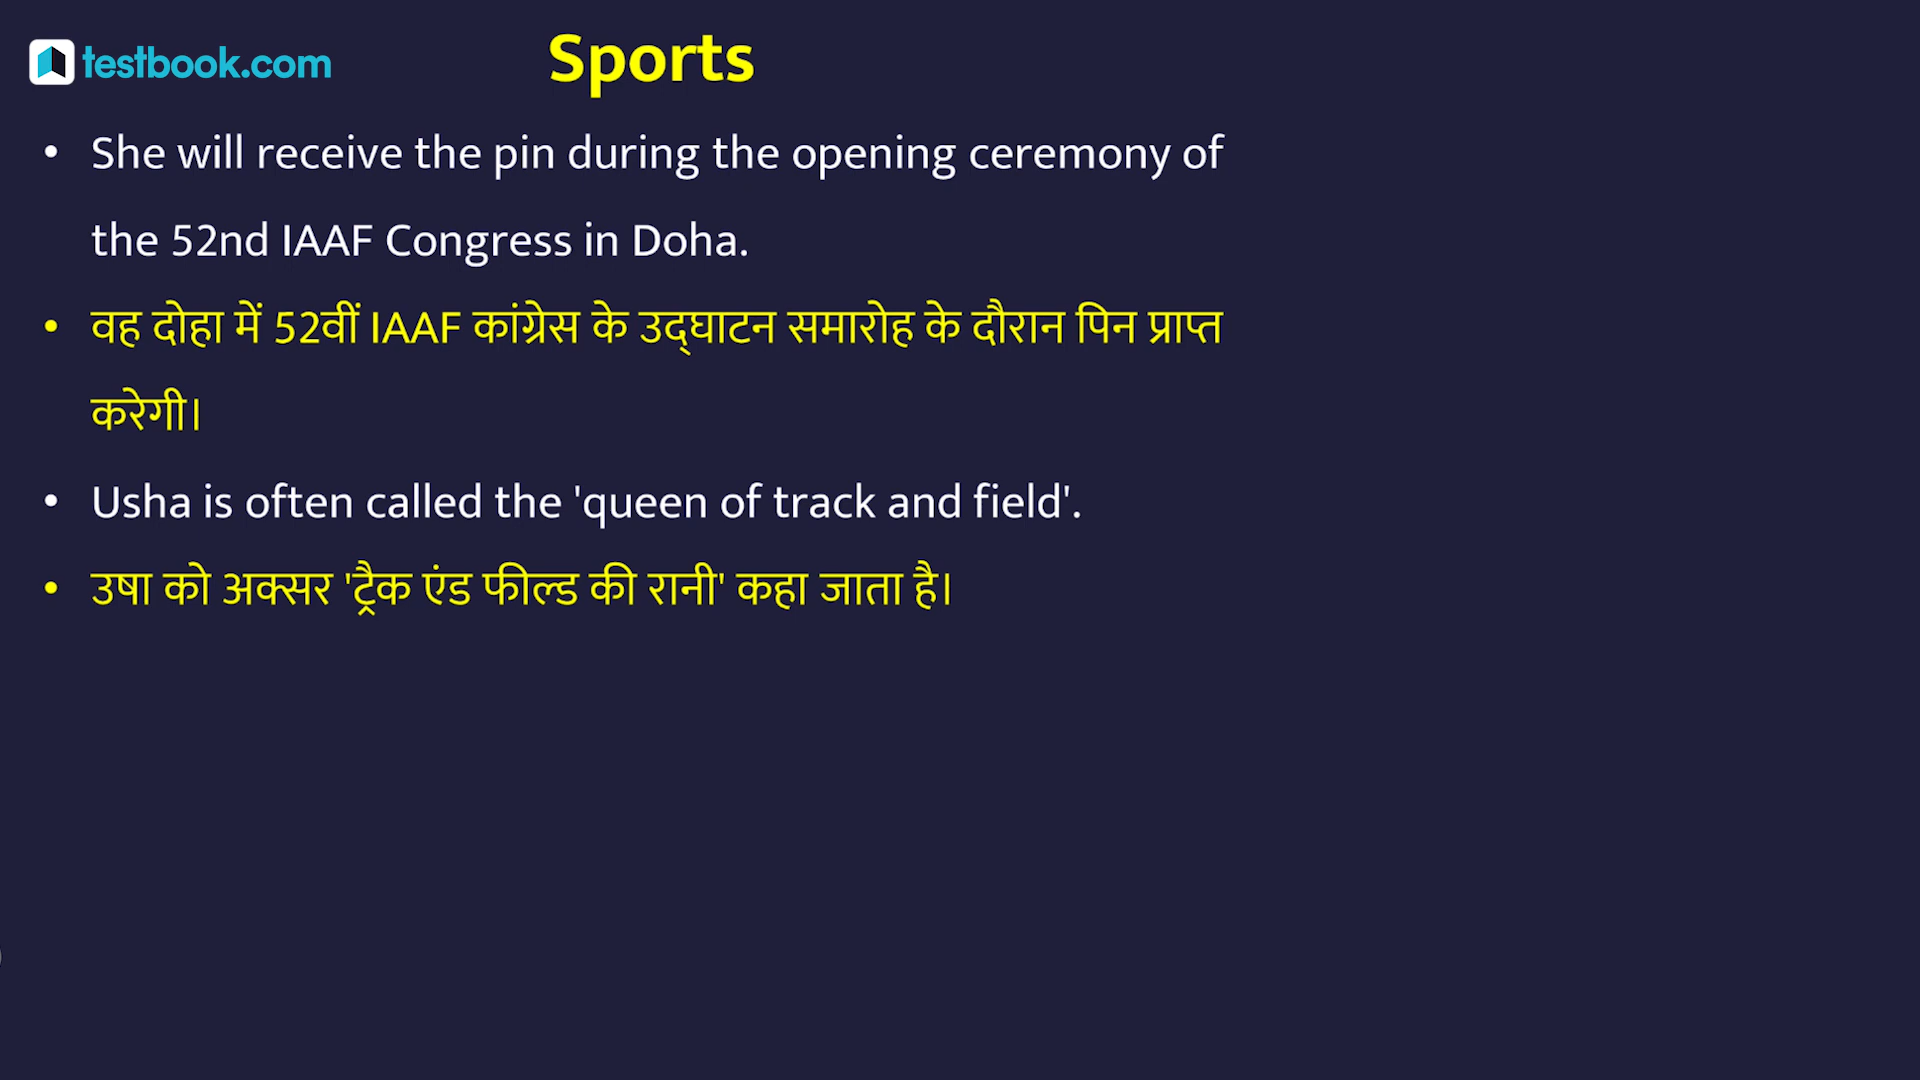 testbook.com
Sports
• She will receive the pin during the opening ceremony of
the 52nd IAAF Congress in Doha.
• वह दोहा में 52वीं IAAF कांग्रेस के उद्घाटन समारोह के दौरान पिन प्राप्त
करेगी।
• Usha is often called the 'queen of track and field'.
• उषा को अक्सर 'ट्रैक एंड फील्ड की रानी' कहा जाता है।